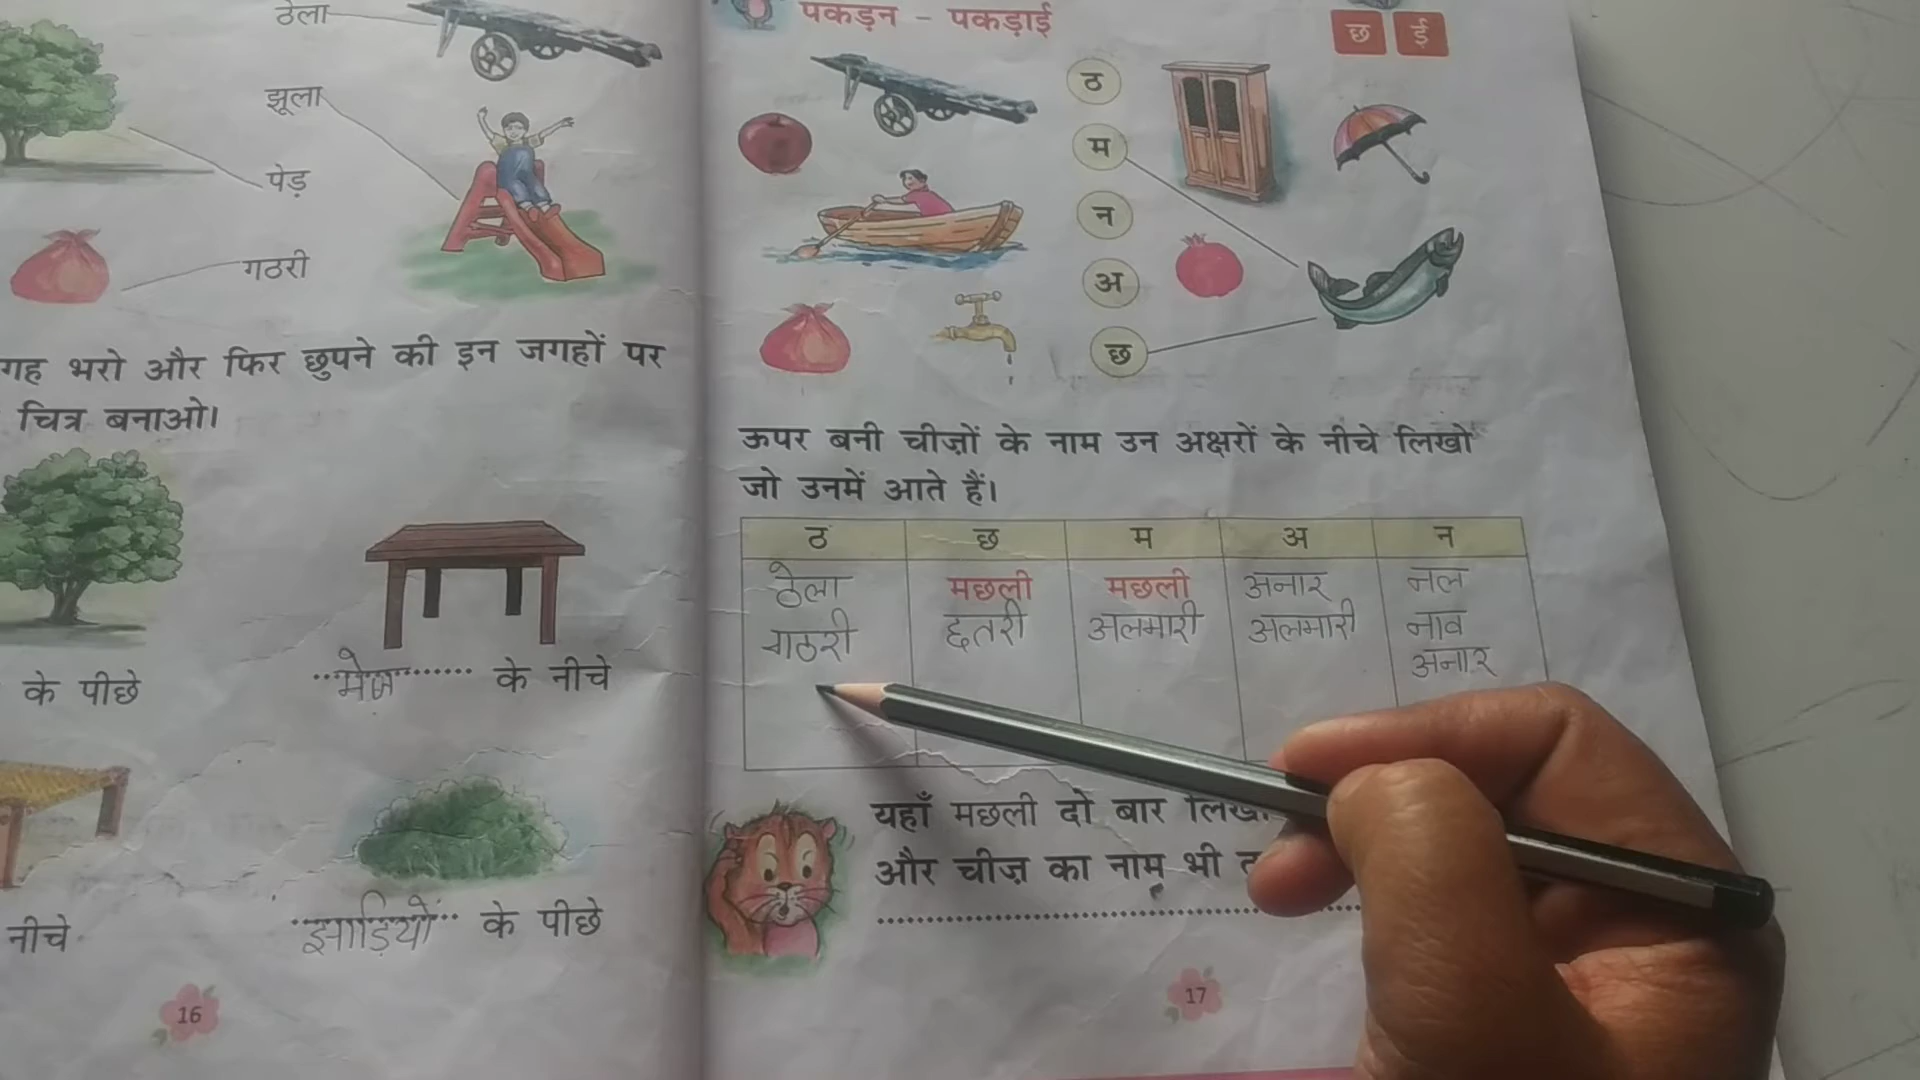 ठेला
झूला
पेड़
गठरी
गह भरो और फिर छुपने की इन जगहों पर
चित्र बनाओ।
के पीछे
मेज के नीचे
नीचे
झाड़ियों के पीछे
16
पकड़न - पकड़ाई
छ ई
ठ
म
न
अ
छ
ऊपर बनी चीज़ों के नाम उन अक्षरों के नीचे लिखो
जो उनमें आते हैं।
ठ छ म अ न
ठेला मछली मछली अनार नल
गठरी छतरी अलमारी अलमारी नाव
अनार
यहाँ मछली दो बार
और चीज़ का नाम भी
17